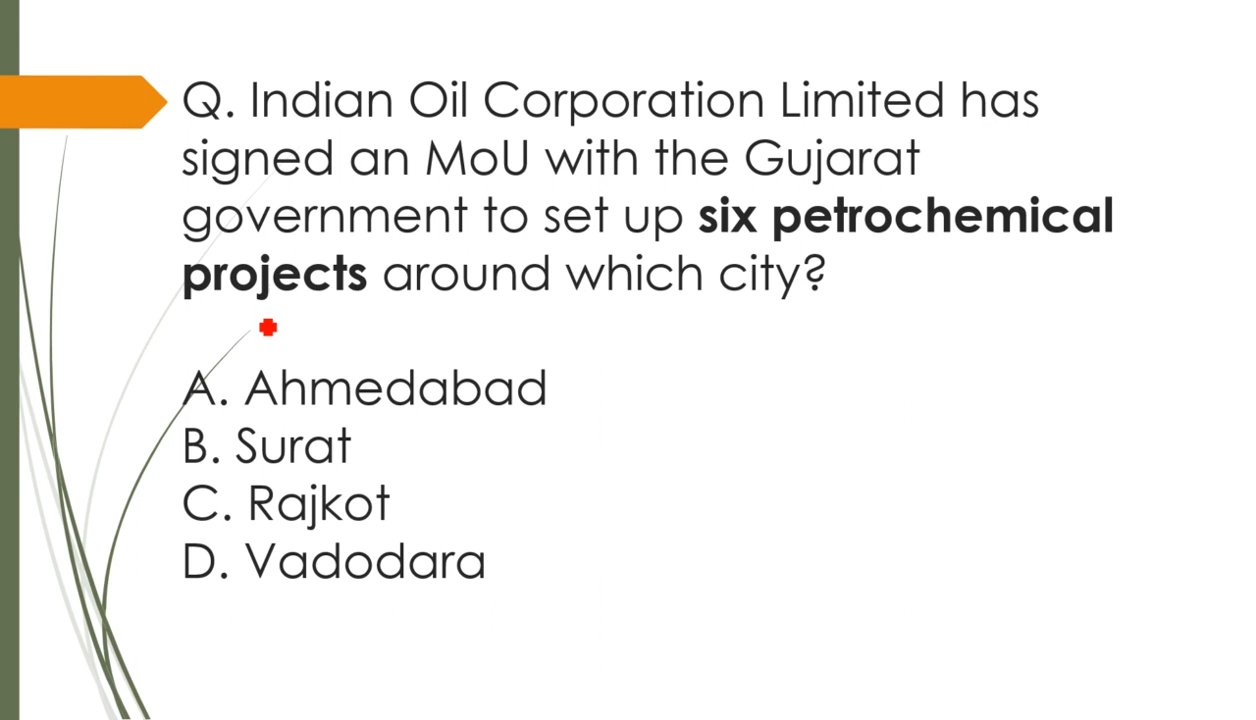 Q. Indian Oil Corporation Limited has
signed an MoU with the Gujarat
government to set up six petrochemical
projects around which city?
A. Ahmedabad
B. Surat
C. Rajkot
D. Vadodara